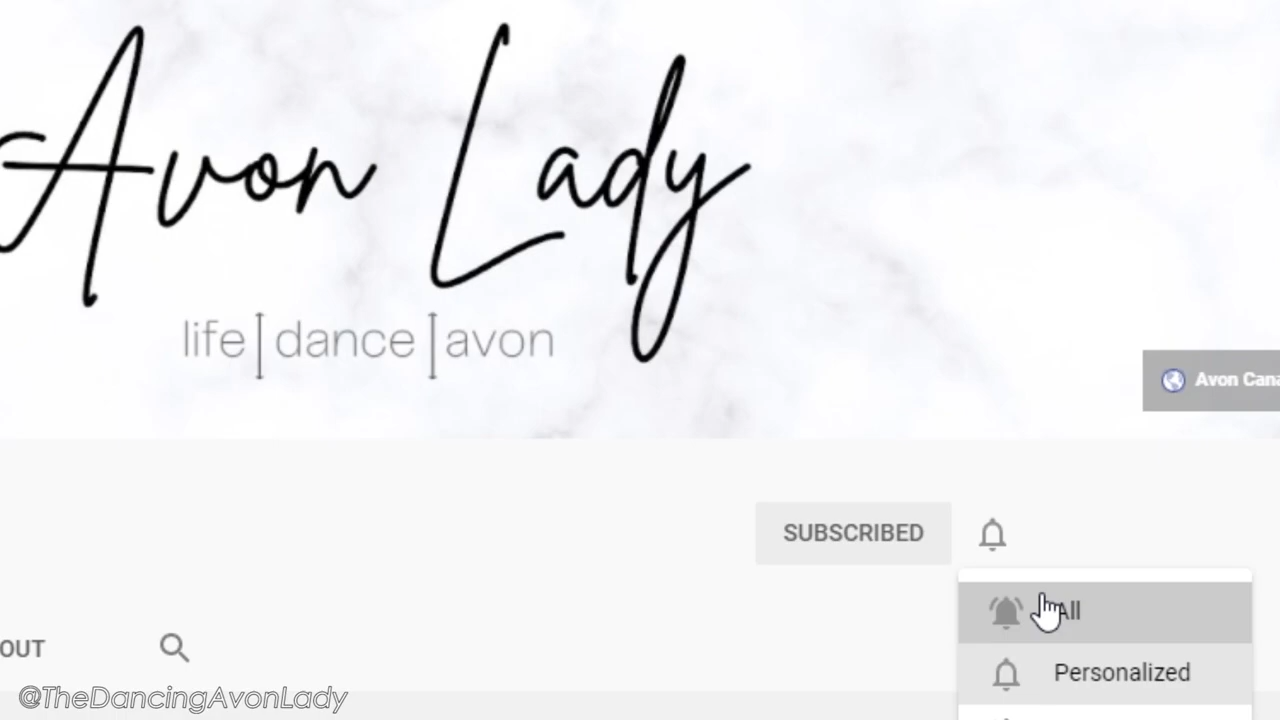 Avon Lady
life dance avon
Avon Cana
SUBSCRIBED
All
Personalized
OUT
@TheDancingAvonLady